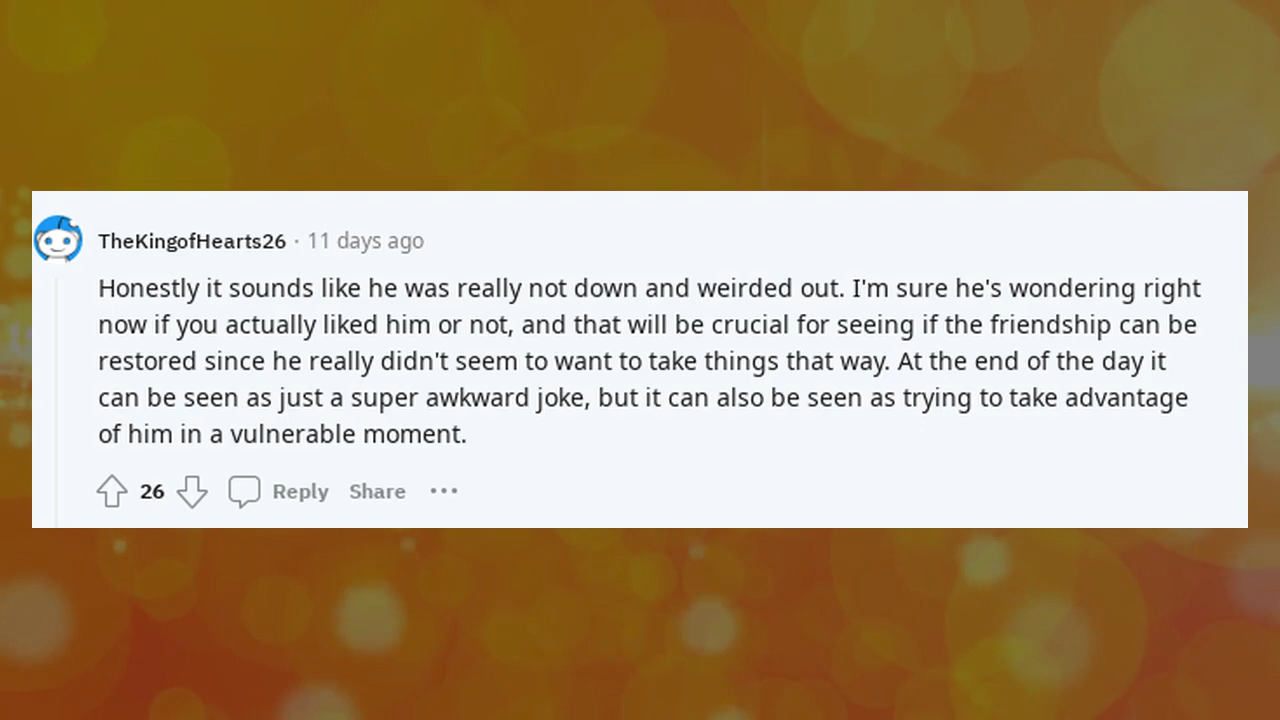 TheKingofHearts26 · 11 days ago
Honestly it sounds like he was really not down and weirded out. I'm sure he's wondering right
now if you actually liked him or not, and that will be crucial for seeing if the friendship can be
restored since he really didn't seem to want to take things that way. At the end of the day it
can be seen as just a super awkward joke, but it can also be seen as trying to take advantage
of him in a vulnerable moment.
26 Reply Share ···